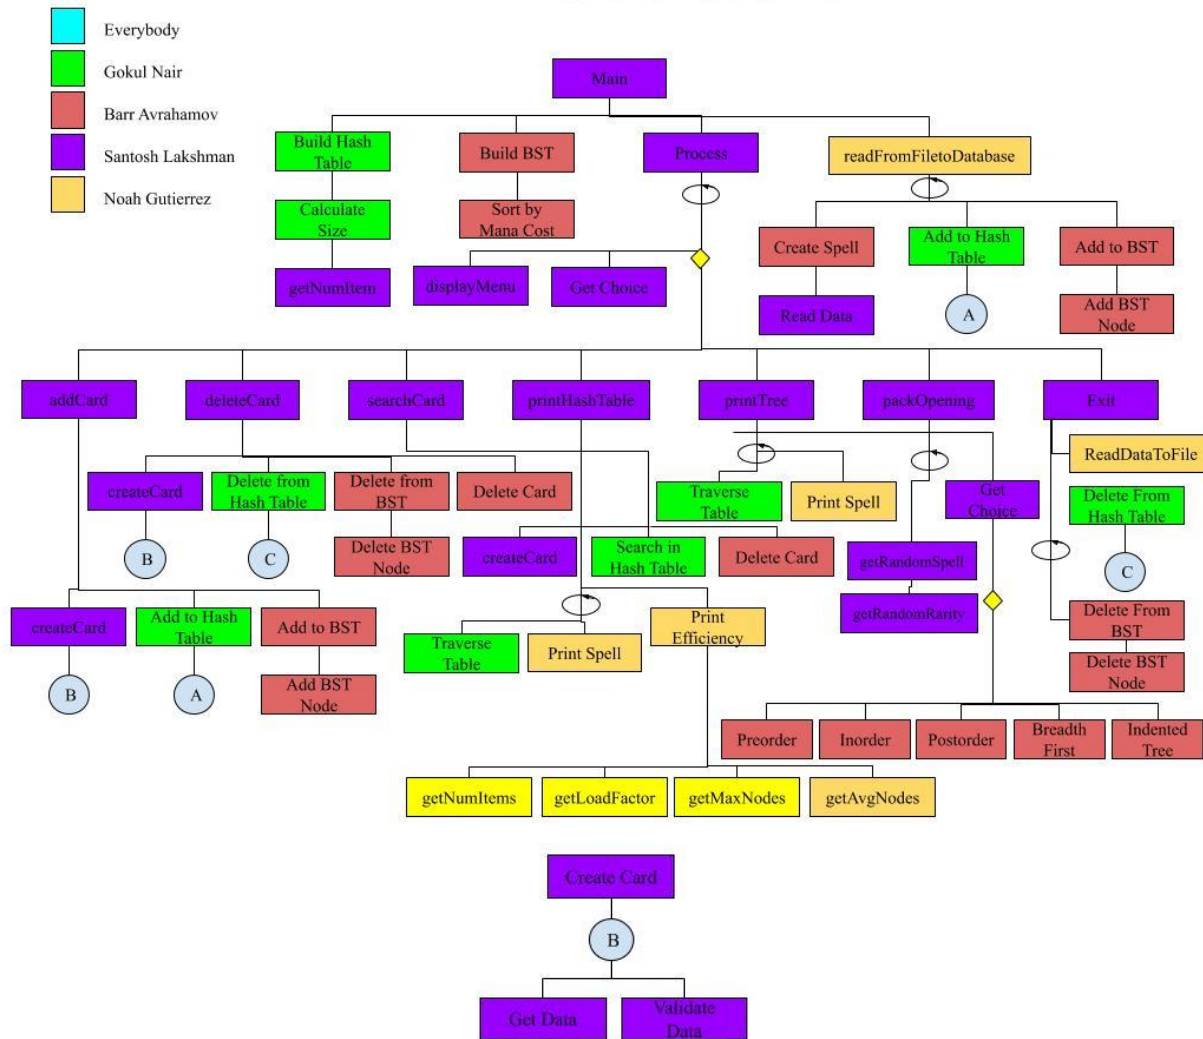 Everybody
Gokul Nair
Barr Avrahamov
Santosh Lakshman
Noah Gutierrez
Main
Build Hash
Table
Build BST
Process
readFromFiletoDatabase
Calculate
Size
Sort by
Mana Cost
Create Spell
Add to Hash
Table
Add to BST
getNumItem
displayMenu
Get Choice
Read Data
A
Add BST
Node
addCard
deleteCard
searchCard
printHashTable
printTree
packOpening
Exit
ReadDataToFile
createCard
Delete from
Hash Table
Delete from
BST
Delete Card
Traverse
Table
Print Spell
Get
Choice
Delete From
Hash Table
B
C
Delete BST
Node
createCard
Search in
Hash Table
Delete Card
getRandomSpell
C
getRandomRarity
createCard
Add to Hash
Table
Add to BST
Traverse
Table
Print Spell
Print
Efficiency
Delete From
BST
Delete BST
Node
B
A
Add BST
Node
Preorder
Inorder
Postorder
Breadth
First
Indented
Tree
getNumItems
getLoadFactor
getMaxNodes
getAvgNodes
Create Card
B
Get Data
Validate
Data